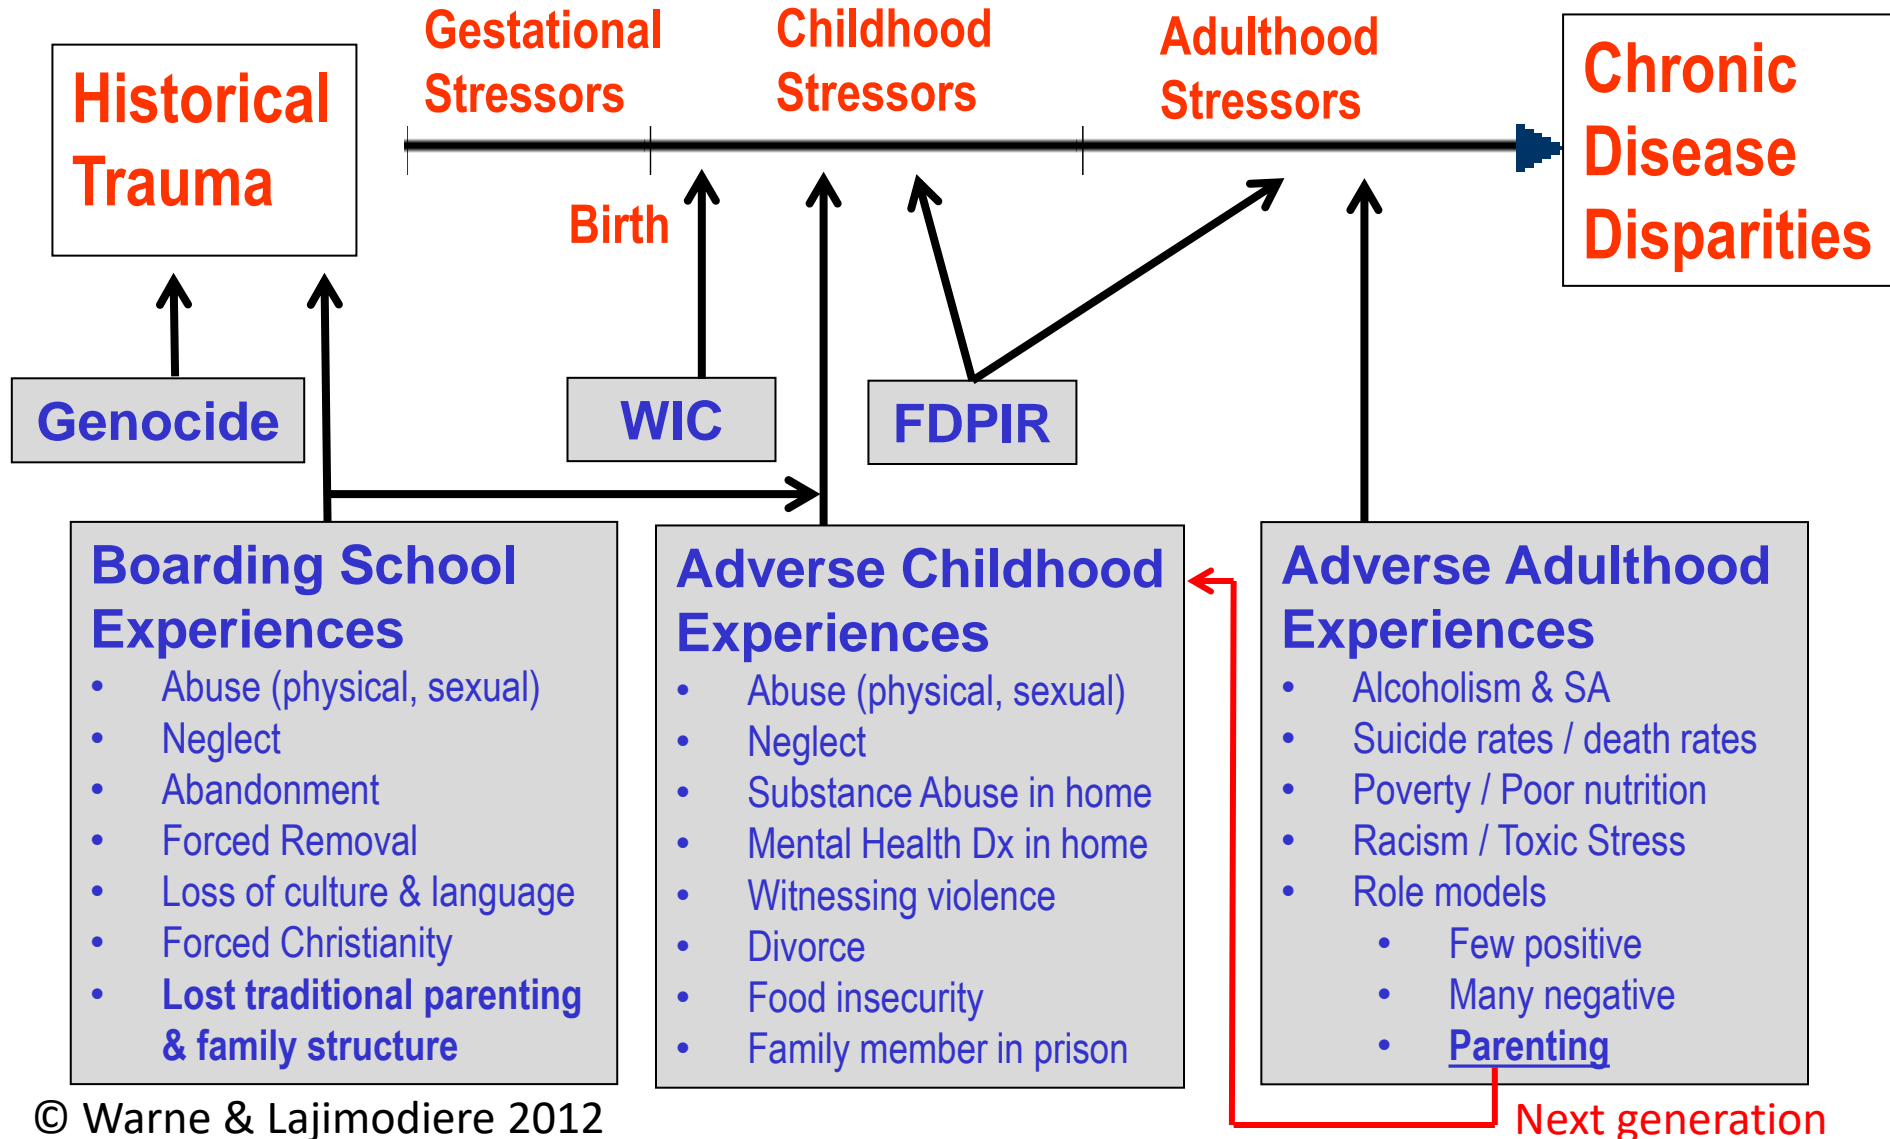 Historical
Trauma
Gestational
Stressors
Childhood
Stressors
Adulthood
Stressors
Chronic
Disease
Disparities
Birth
Genocide
WIC
FDPIR
Boarding School
Experiences
• Abuse (physical, sexual)
• Neglect
• Abandonment
• Forced Removal
• Loss of culture & language
• Forced Christianity
• Lost traditional parenting
& family structure
Adverse Childhood
Experiences
• Abuse (physical, sexual)
• Neglect
• Substance Abuse in home
• Mental Health Dx in home
• Witnessing violence
• Divorce
• Food insecurity
• Family member in prison
Adverse Adulthood
Experiences
• Alcoholism & SA
• Suicide rates / death rates
• Poverty / Poor nutrition
• Racism / Toxic Stress
• Role models
• Few positive
• Many negative
• Parenting
© Warne & Lajimodiere 2012
Next generation